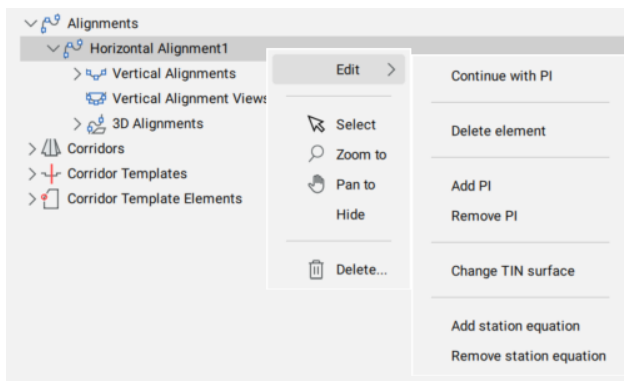 Alignments
Horizontal Alignment1
Vertical Alignments
Vertical Alignment Views
3D Alignments
Corridors
Corridor Templates
Corridor Template Elements
Edit
Select
Zoom to
Pan to
Hide
Delete...
Continue with PI
Delete element
Add PI
Remove PI
Change TIN surface
Add station equation
Remove station equation